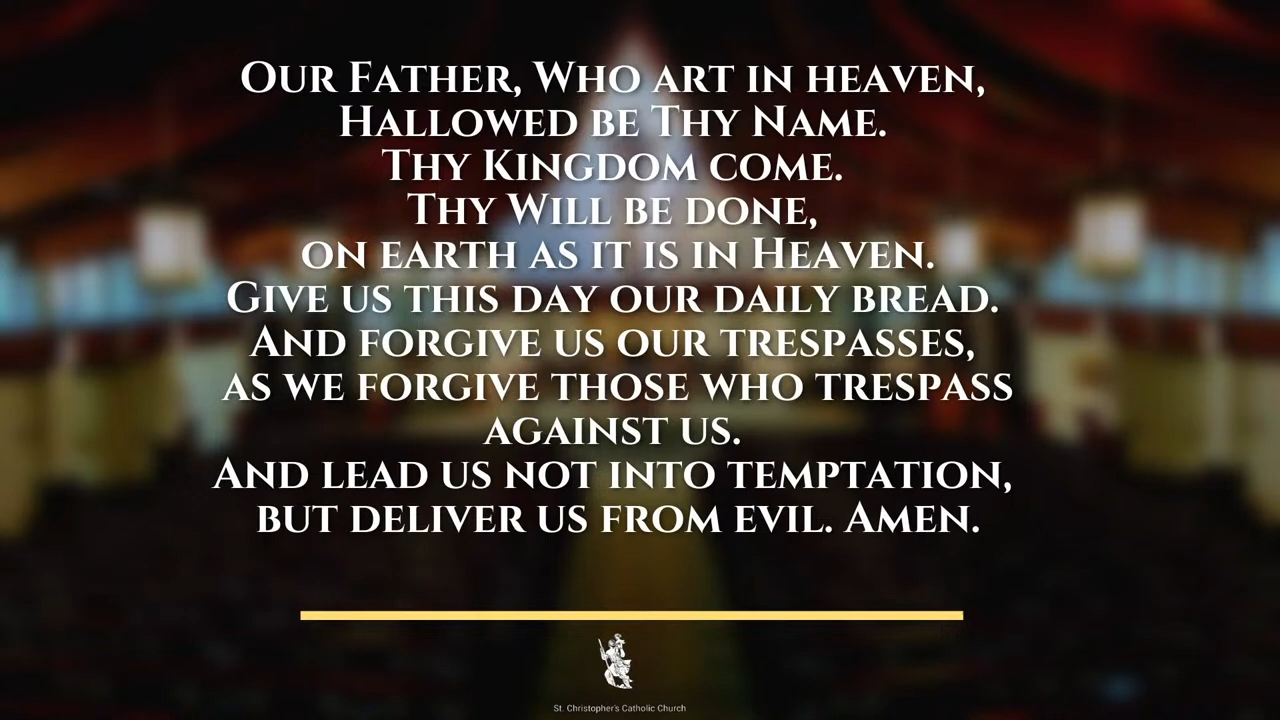 Our Father, Who art in heaven,
Hallowed be Thy Name.
Thy Kingdom come.
Thy Will be done,
on earth as it is in Heaven.
Give us this day our daily bread.
And forgive us our trespasses,
as we forgive those who trespass
against us.
And lead us not into temptation,
but deliver us from evil. Amen.
St. Christopher's Catholic Church